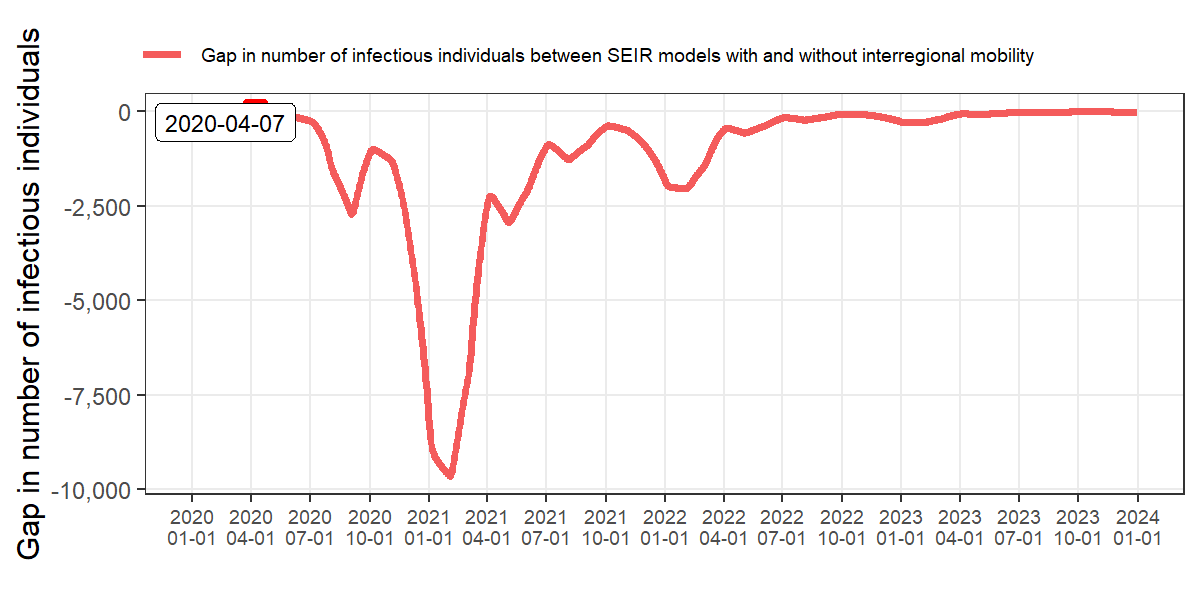 Gap in number of infectious individuals between SEIR models with and without interregional mobility
Gap in number of infectious individuals
0
-2,500
-5,000
-7,500
-10,000
2020-04-07
2020 2020 2020 2020 2021 2021 2021 2021 2022 2022 2022 2022 2023 2023 2023 2023 2024
01-01 04-01 07-01 10-01 01-01 04-01 07-01 10-01 01-01 04-01 07-01 10-01 01-01 04-01 07-01 10-01 01-01